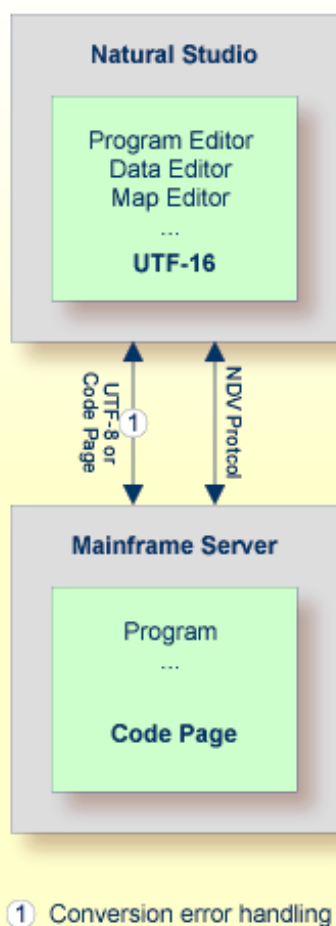 Natural Studio
Program Editor
Data Editor
Map Editor
...
UTF-16
UTF-8 or
Code Page
1
NDV Protcol
Mainframe Server
Program
...
Code Page
1 Conversion error handling